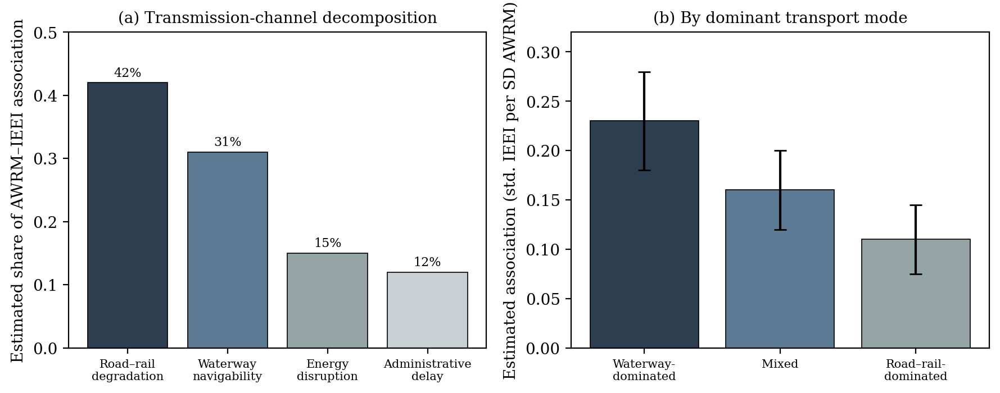 (a) Transmission-channel decomposition
Estimated share of AWRM–IEEI association
0.5
0.4
0.3
0.2
0.1
0.0
42%
31%
15%
12%
Road–rail
degradation
Waterway
navigability
Energy
disruption
Administrative
delay
(b) By dominant transport mode
Estimated association (std. IEEI per SD AWRM)
0.30
0.25
0.20
0.15
0.10
0.05
0.00
Waterway-
dominated
Mixed
Road–rail-
dominated